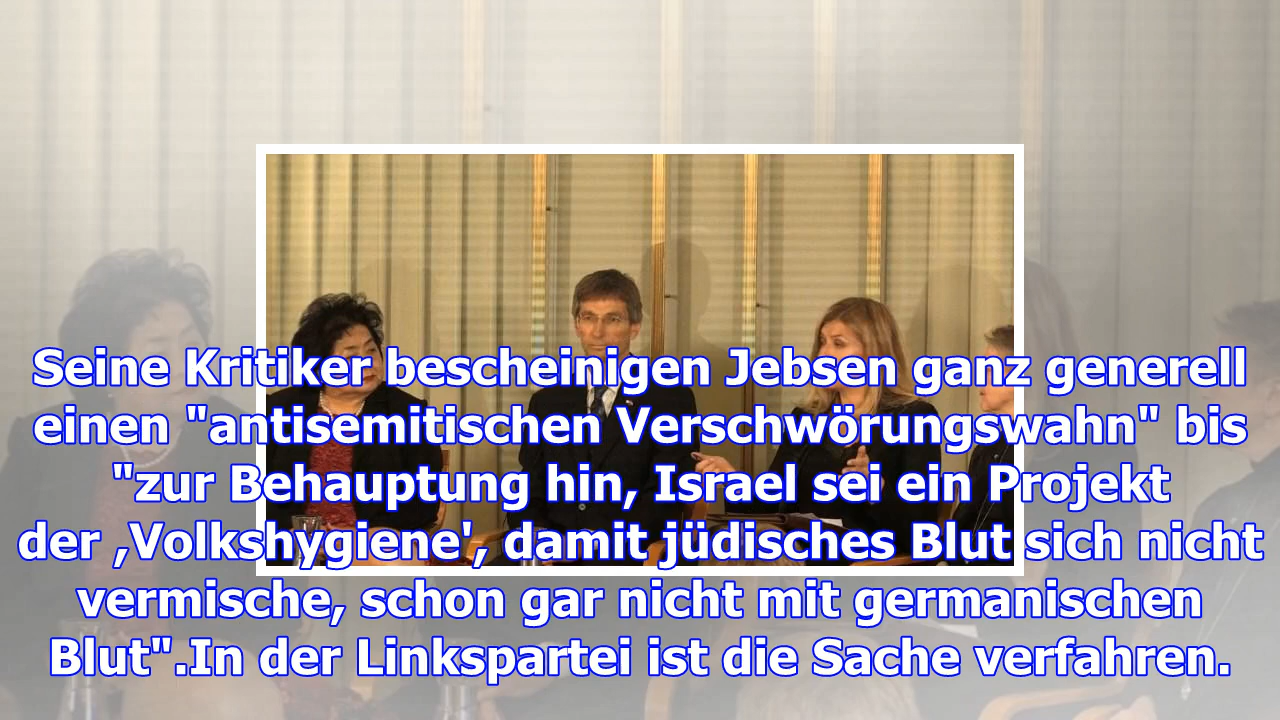 Seine Kritiker bescheinigen Jebsen ganz generell
einen "antisemitischen Verschwörungswahn" bis
"zur Behauptung hin, Israel sei ein Projekt
der ‚Volkshygiene', damit jüdisches Blut sich nicht
vermische, schon gar nicht mit germanischen
Blut".In der Linkspartei ist die Sache verfahren.